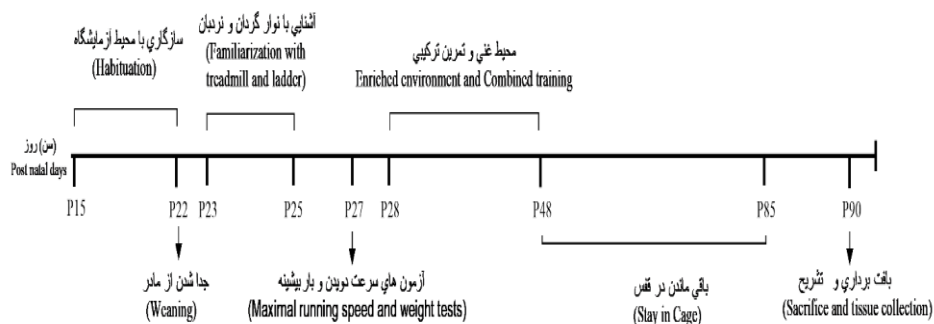 سازگاري با محيط آزمايشگاه
(Habituation)
آشنايي با نوار گردان و نردبان
(Familiarization with
treadmill and ladder)
محيط غني و تمرين تركيبي
Enriched environment and Combined training
(سن) روز
Post natal days
P15 P22 P23 P25 P27 P28 P48 P85 P90
جدا شدن از مادر
(Weaning)
آزمون هاي سرعت دويدن و بار بيشينه
(Maximal running speed and weight tests)
باقي ماندن در قفس
(Stay in Cage)
بافت برداري و تشريح
(Sacrifice and tissue collection)